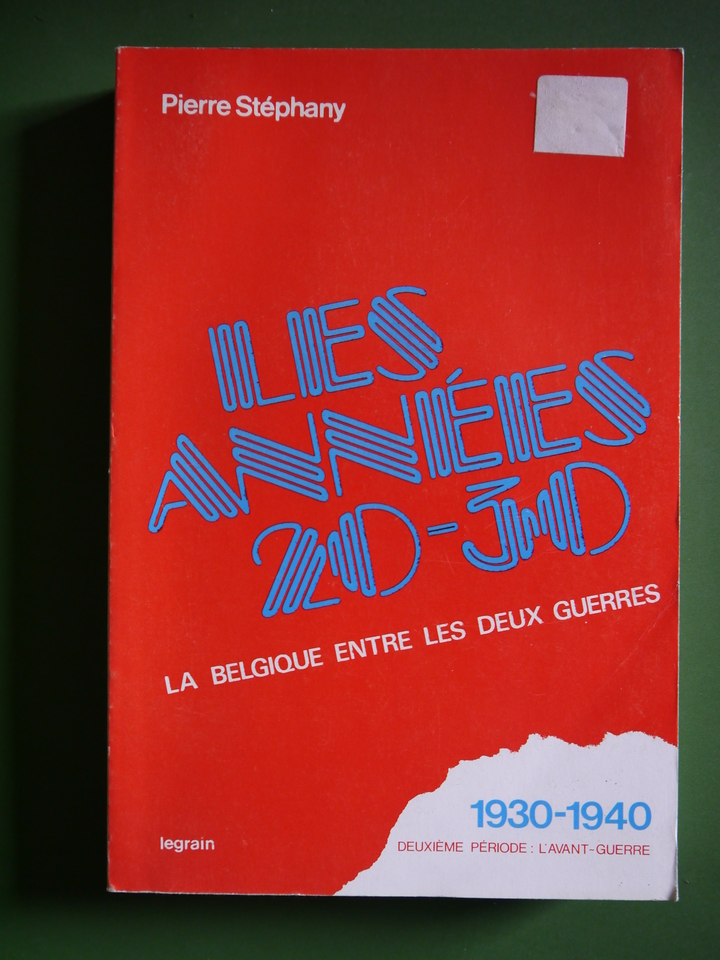 Pierre Stéphany
LES
ANNÉES
20-30
LA BELGIQUE ENTRE LES DEUX GUERRES
1930-1940
DEUXIÈME PÉRIODE : L'AVANT-GUERRE
legrain